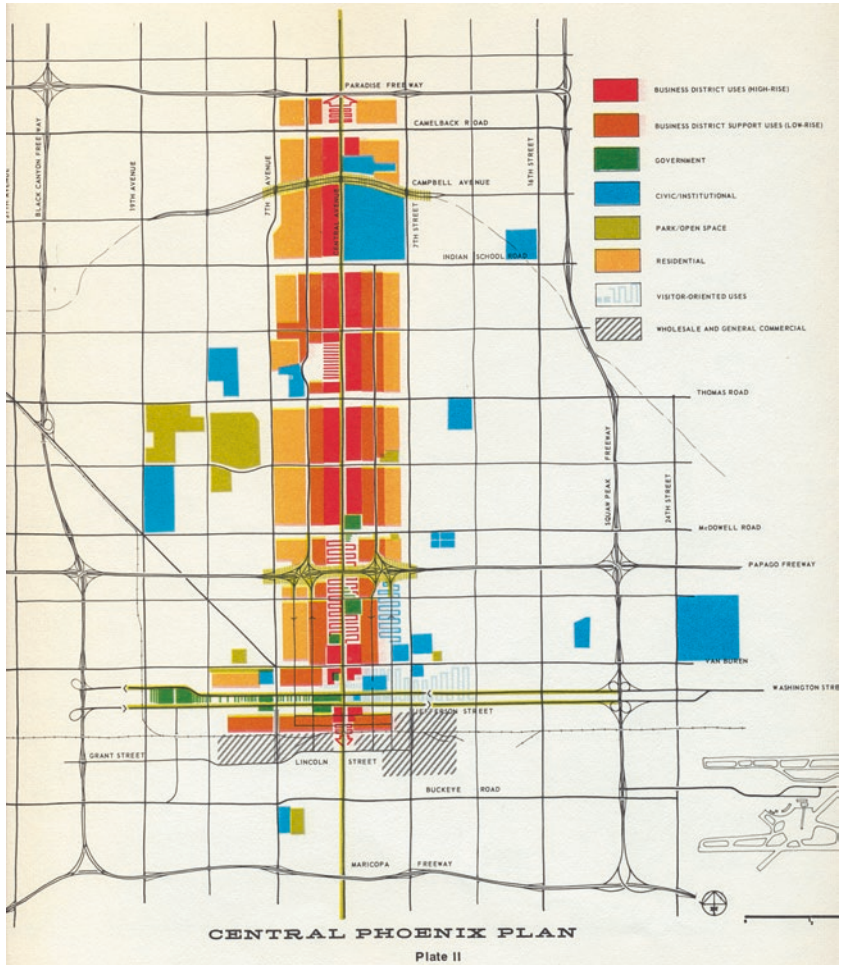 PARADISE FREEWAY
BUSINESS DISTRICT USES (HIGH-RISE)
CAMELBACK ROAD
BUSINESS DISTRICT SUPPORT USES (LOW-RISE)
BLACK CANYON FREEWAY
19TH AVENUE
7TH AVENUE
CENTRAL AVENUE
7TH STREET
16TH STREET
GOVERNMENT
CAMPBELL AVENUE
CIVIC/INSTITUTIONAL
PARK/OPEN SPACE
INDIAN SCHOOL ROAD
RESIDENTIAL
VISITOR-ORIENTED USES
WHOLESALE AND GENERAL COMMERCIAL
THOMAS ROAD
SQUAW PEAK FREEWAY
24TH STREET
McDOWELL ROAD
PAPAGO FREEWAY
VAN BUREN
WASHINGTON STRE
JEFFERSON STREET
GRANT STREET
LINCOLN STREET
BUCKEYE ROAD
MARICOPA FREEWAY
CENTRAL PHOENIX PLAN
Plate II